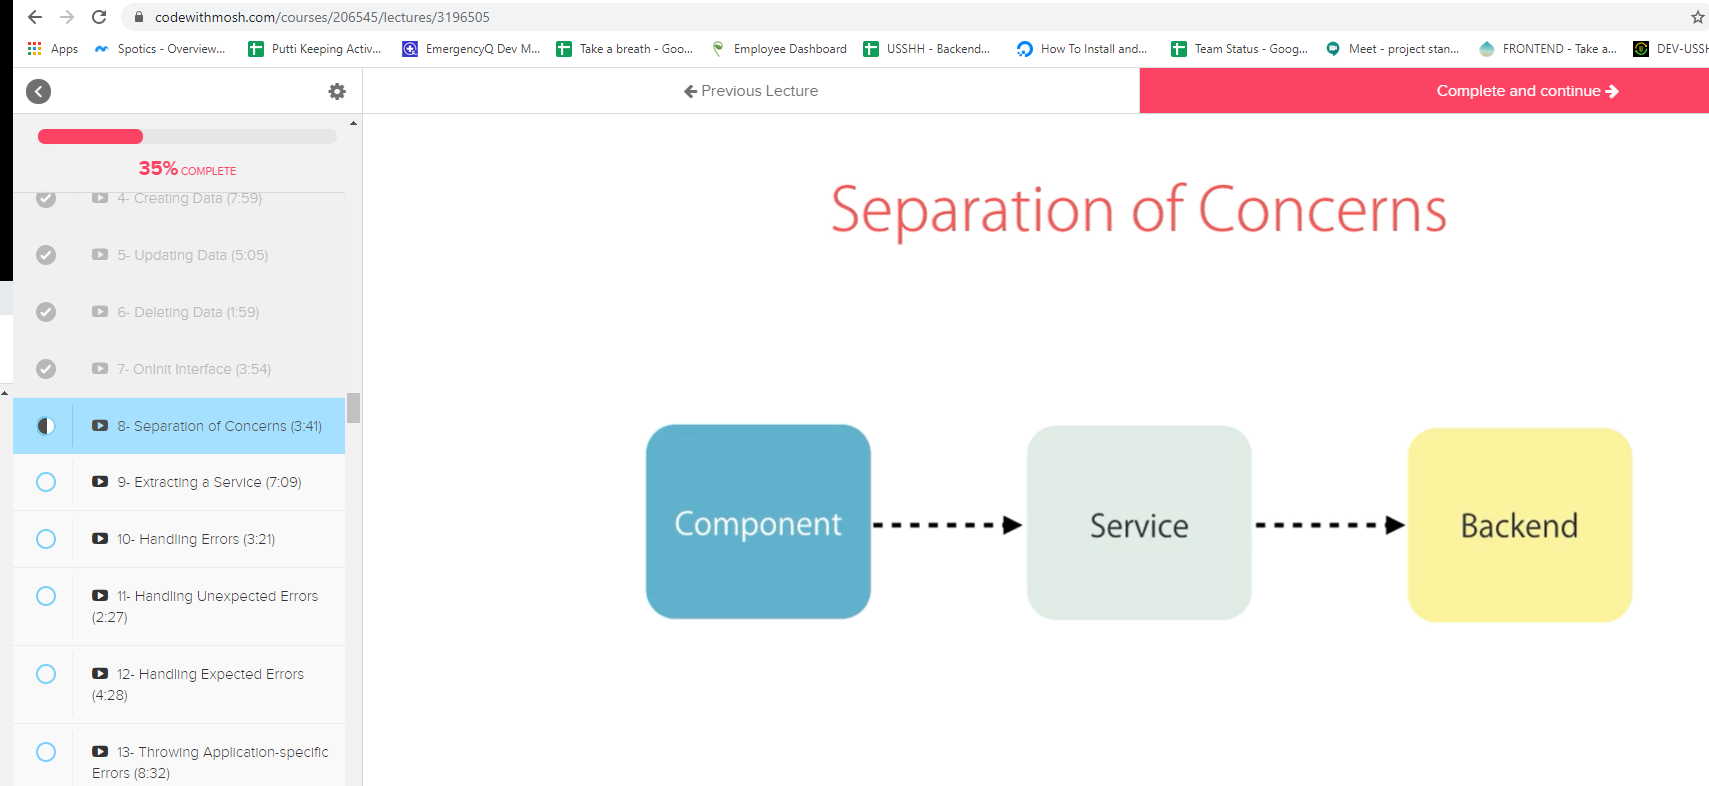 codewithmosh.com/courses/206545/lectures/3196505
Apps
Spotics - Overview...
Putti Keeping Activ...
EmergencyQ Dev M...
Take a breath - Goo...
Employee Dashboard
USSHH - Backend...
How To Install and...
Team Status - Goog...
Meet - project stan...
FRONTEND - Take a...
DEV-USSH
Previous Lecture
Complete and continue
35% COMPLETE
4- Creating Data (7:59)
5- Updating Data (5:05)
6- Deleting Data (1:59)
7- OnInit Interface (3:54)
8- Separation of Concerns (3:41)
9- Extracting a Service (7:09)
10- Handling Errors (3:21)
11- Handling Unexpected Errors
(2:27)
12- Handling Expected Errors
(4:28)
13- Throwing Application-specific
Errors (8:32)
Separation of Concerns
Component
Service
Backend